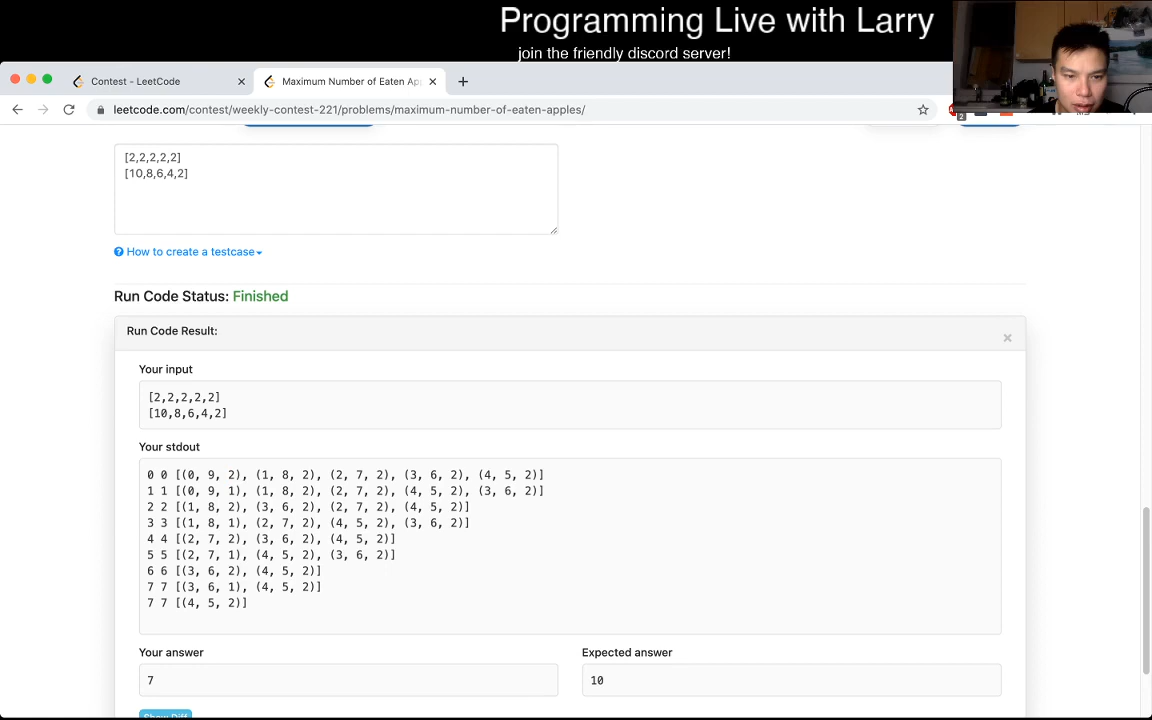 Programming Live with Larry
join the friendly discord server!
Contest - LeetCode
Maximum Number of Eaten Ap
leetcode.com/contest/weekly-contest-221/problems/maximum-number-of-eaten-apples/
2
[2,2,2,2,2]
[10,8,6,4,2]
How to create a testcase
Run Code Status: Finished
Run Code Result:
Your input
[2,2,2,2,2]
[10,8,6,4,2]
Your stdout
0 0 [(0, 9, 2), (1, 8, 2), (2, 7, 2), (3, 6, 2), (4, 5, 2)]
1 1 [(0, 9, 1), (1, 8, 2), (2, 7, 2), (4, 5, 2), (3, 6, 2)]
2 2 [(1, 8, 2), (3, 6, 2), (2, 7, 2), (4, 5, 2)]
3 3 [(1, 8, 1), (2, 7, 2), (4, 5, 2), (3, 6, 2)]
4 4 [(2, 7, 2), (3, 6, 2), (4, 5, 2)]
5 5 [(2, 7, 1), (4, 5, 2), (3, 6, 2)]
6 6 [(3, 6, 2), (4, 5, 2)]
7 7 [(3, 6, 1), (4, 5, 2)]
7 7 [(4, 5, 2)]
Your answer
Expected answer
7
10
Show Diff